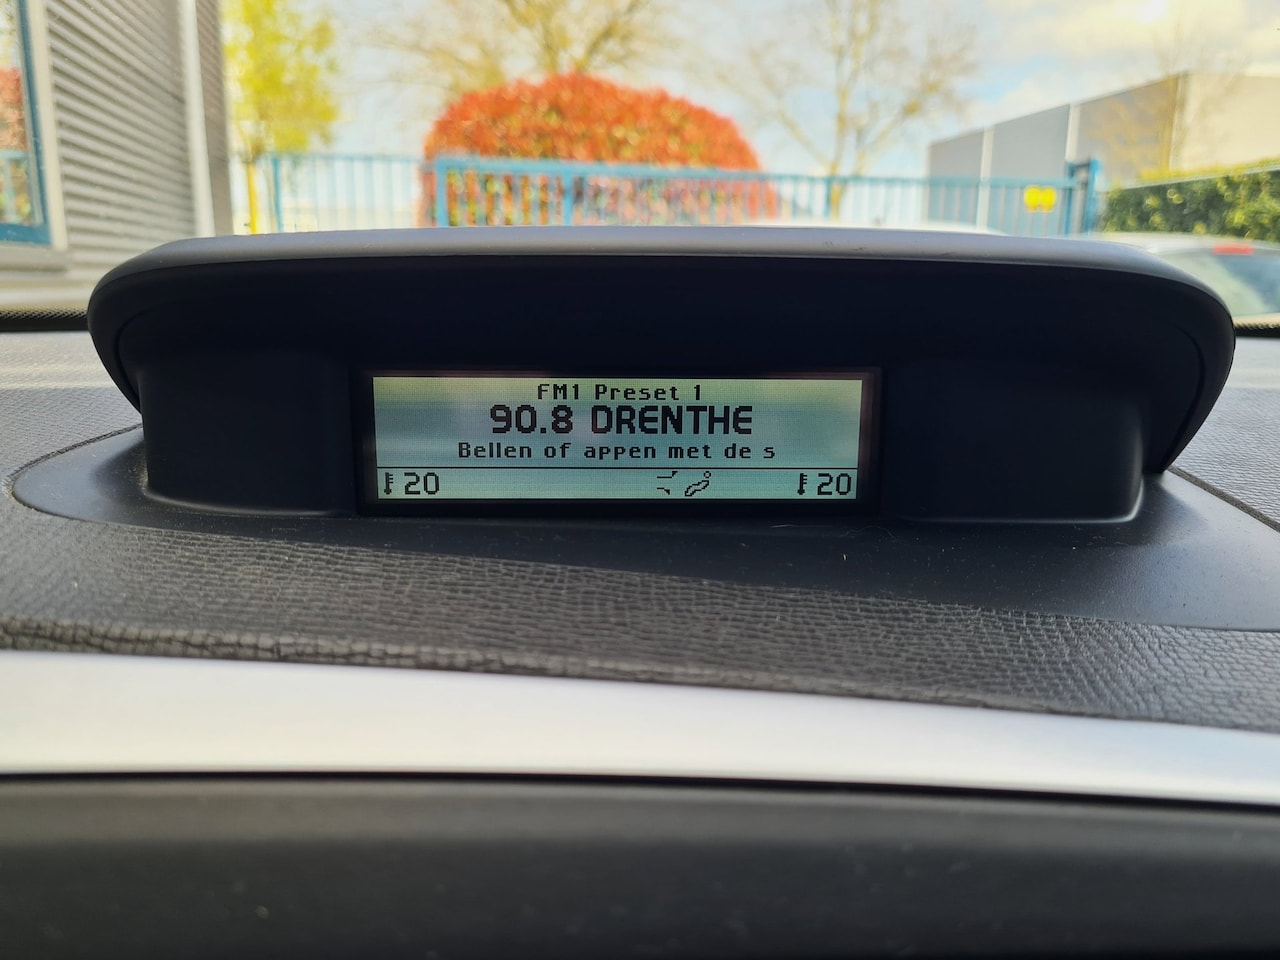 FM1 Preset 1
90.8 DRENTHE
Bellen of appen met de s
20 20